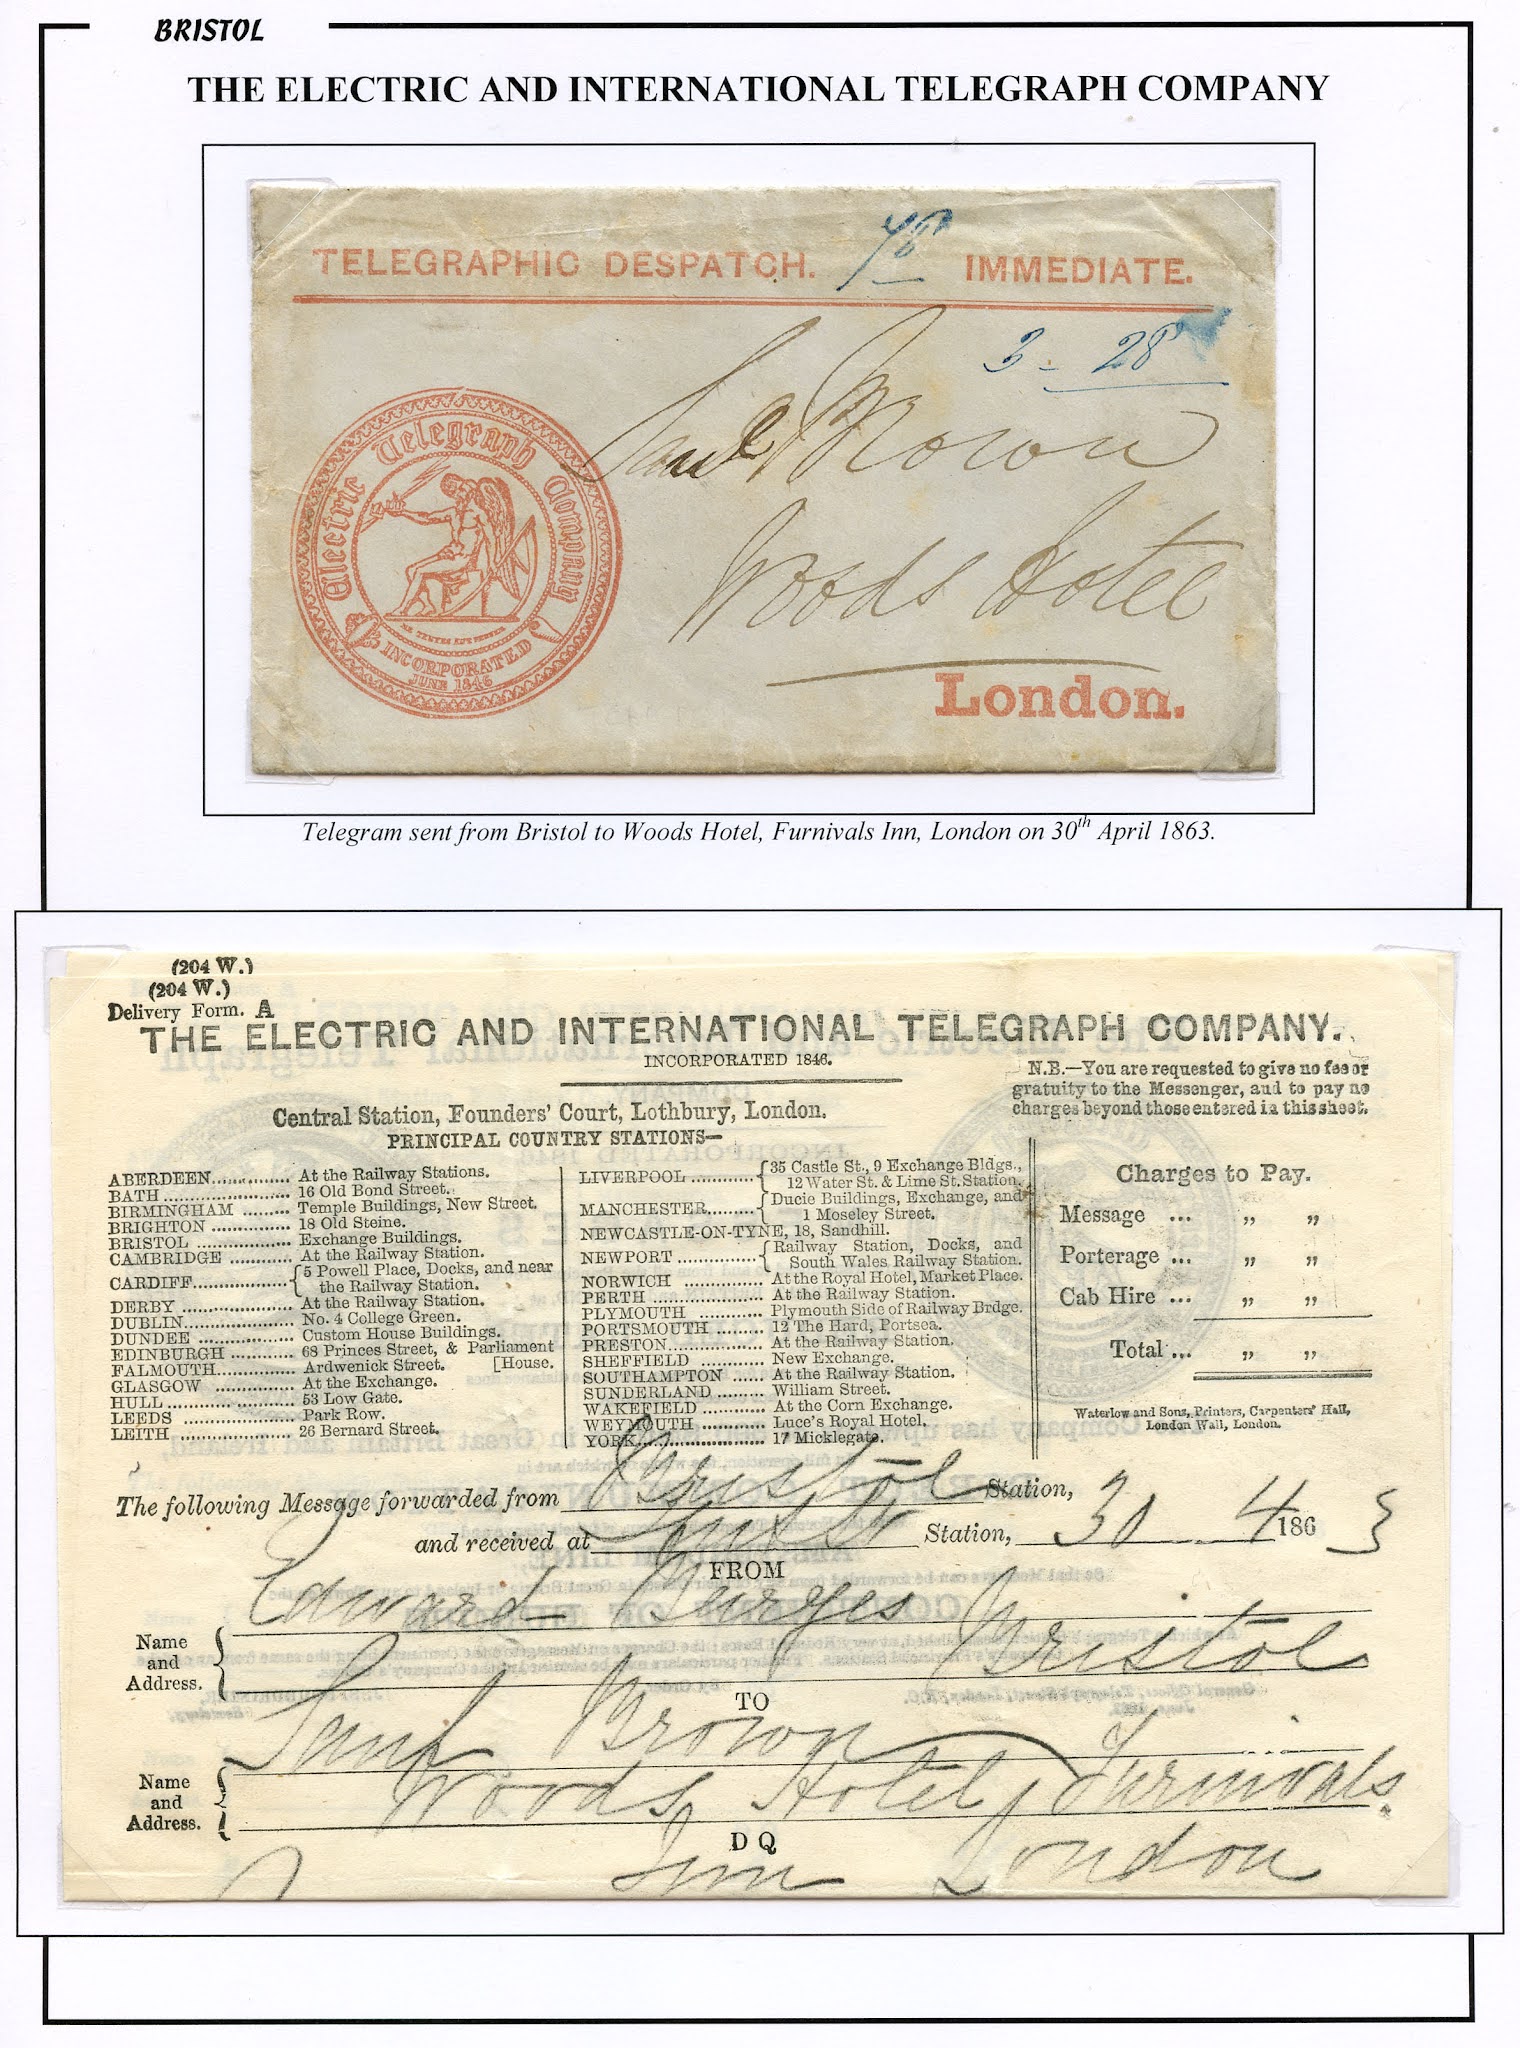 BRISTOL
THE ELECTRIC AND INTERNATIONAL TELEGRAPH COMPANY
TELEGRAPHIC DESPATCH. IMMEDIATE.
3 - 28
Saml Brown
Electric Telegraph Company
Woods Hotel
INCORPORATED
JUNE 1846
London.
Telegram sent from Bristol to Woods Hotel, Furnivals Inn, London on 30th April 1863.
(204 W.)
(204 W.)
Delivery Form. A
THE ELECTRIC AND INTERNATIONAL TELEGRAPH COMPANY.
INCORPORATED 1846.
N.B.—You are requested to give no fee or
gratuity to the Messenger, and to pay no
charges beyond those entered in this sheet.
Central Station, Founders' Court, Lothbury, London.
PRINCIPAL COUNTRY STATIONS—
ABERDEEN.............. At the Railway Stations.
BATH ....................... 16 Old Bond Street.
BIRMINGHAM ......... Temple Buildings, New Street.
BRIGHTON .............. 18 Old Steine.
BRISTOL ................. Exchange Buildings.
CAMBRIDGE ........... At the Railway Station.
CARDIFF................. {5 Powell Place, Docks, and near
the Railway Station.
DERBY .................... At the Railway Station.
DUBLIN.................... No. 4 College Green.
DUNDEE ................. Custom House Buildings.
EDINBURGH ............ 68 Princes Street, & Parliament
FALMOUTH.............. Ardwenick Street. [House.
GLASGOW .............. At the Exchange.
HULL ....................... 53 Low Gate.
LEEDS .................... Park Row.
LEITH ...................... 26 Bernard Street.
LIVERPOOL ............ {35 Castle St., 9 Exchange Bldgs.,
12 Water St. & Lime St. Station.
MANCHESTER......... {Ducie Buildings, Exchange, and
1 Moseley Street.
NEWCASTLE-ON-TYNE, 18, Sandhill.
NEWPORT ............... {Railway Station, Docks, and
South Wales Railway Station.
NORWICH ............... At the Royal Hotel, Market Place.
PERTH ..................... At the Railway Station.
PLYMOUTH ............. Plymouth Side of Railway Brdge.
PORTSMOUTH ......... 12 The Hard, Portsea.
PRESTON................. At the Railway Station.
SHEFFIELD ............ New Exchange.
SOUTHAMPTON ....... At the Railway Station.
SUNDERLAND ......... William Street.
WAKEFIELD ............ At the Corn Exchange.
WEYMOUTH ............ Luce's Royal Hotel.
YORK........................ 17 Micklegate.
Charges to Pay.
Message ... „ „
Porterage ... „ „
Cab Hire ... „ „
Total ... „ „
Waterlow and Sons, Printers, Carpenters' Hall,
London Wall, London.
The following Message forwarded from Bristol Station,
and received at Station, 30 4 1863
FROM
Edward Burges
Name and Address. Bristol
TO
Saml Brown
Name and Address. Woods Hotel Furnivals
D Q
Inn London